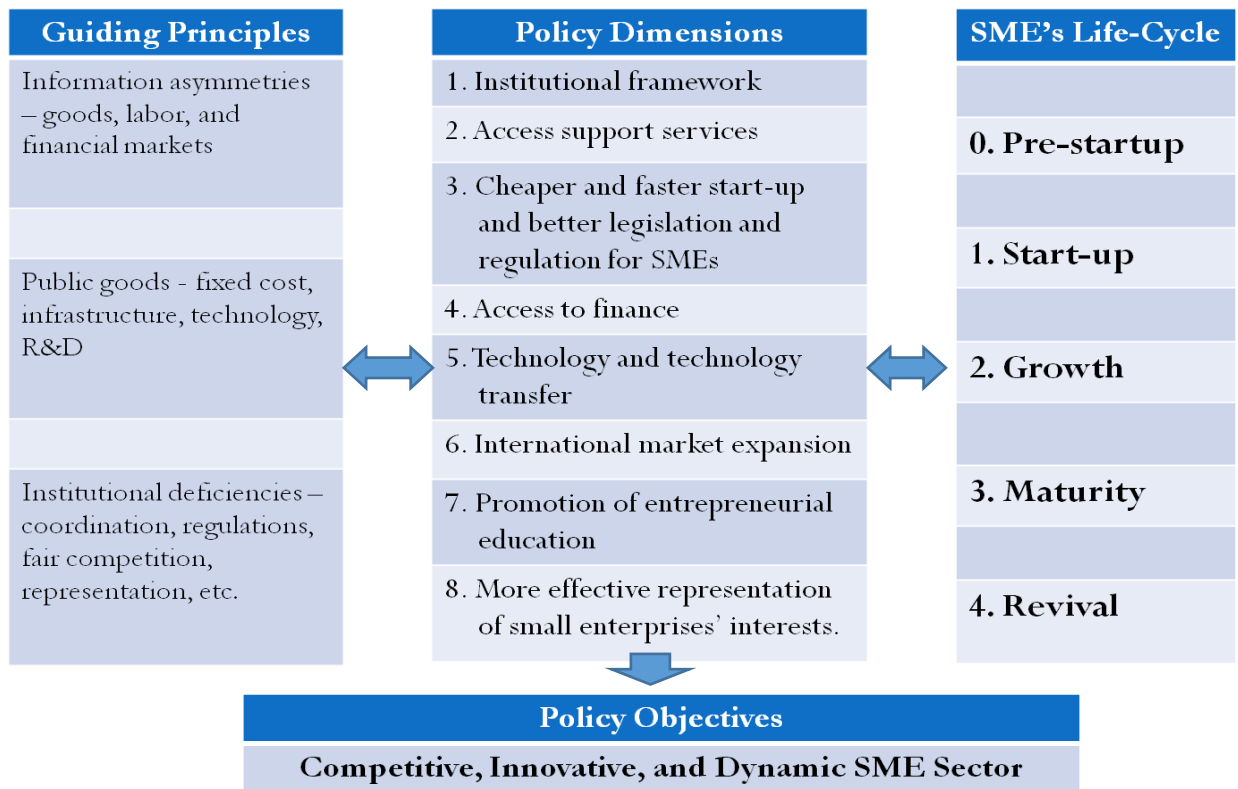 Guiding Principles
Information asymmetries
– goods, labor, and
financial markets
Public goods - fixed cost,
infrastructure, technology,
R&D
Institutional deficiencies –
coordination, regulations,
fair competition,
representation, etc.
Policy Dimensions
1. Institutional framework
2. Access support services
3. Cheaper and faster start-up
and better legislation and
regulation for SMEs
4. Access to finance
5. Technology and technology
transfer
6. International market expansion
7. Promotion of entrepreneurial
education
8. More effective representation
of small enterprises’ interests.
SME’s Life-Cycle
0. Pre-startup
1. Start-up
2. Growth
3. Maturity
4. Revival
Policy Objectives
Competitive, Innovative, and Dynamic SME Sector